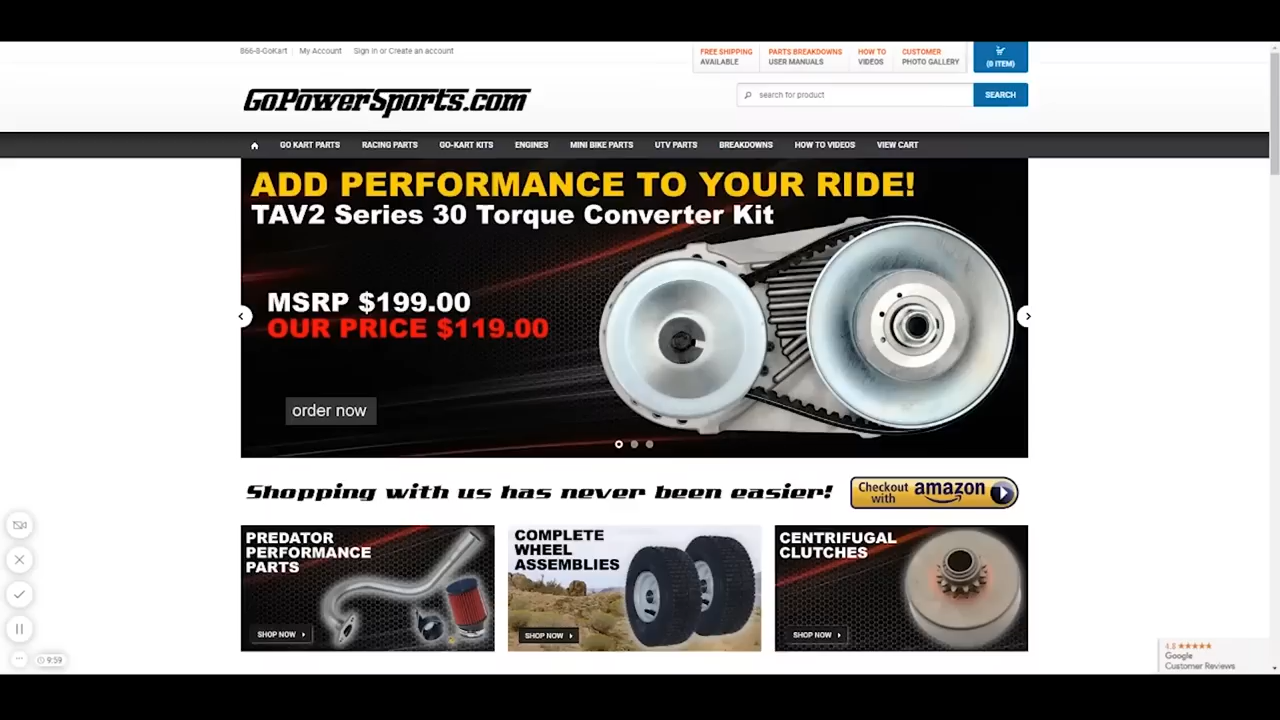 866-8-GoKart
My Account
Sign in or Create an account
FREE SHIPPING
AVAILABLE
PARTS BREAKDOWNS
USER MANUALS
HOW TO
VIDEOS
CUSTOMER
PHOTO GALLERY
(0 ITEM)
GoPowerSports.com
search for product
SEARCH
GO KART PARTS
RACING PARTS
GO-KART KITS
ENGINES
MINI BIKE PARTS
UTV PARTS
BREAKDOWNS
HOW TO VIDEOS
VIEW CART
ADD PERFORMANCE TO YOUR RIDE!
TAV2 Series 30 Torque Converter Kit
MSRP $199.00
OUR PRICE $119.00
order now
Shopping with us has never been easier!
Checkout
with amazon
PREDATOR
PERFORMANCE
PARTS
SHOP NOW
COMPLETE
WHEEL
ASSEMBLIES
SHOP NOW
CENTRIFUGAL
CLUTCHES
SHOP NOW
9:59
4.8
Google
Customer Reviews